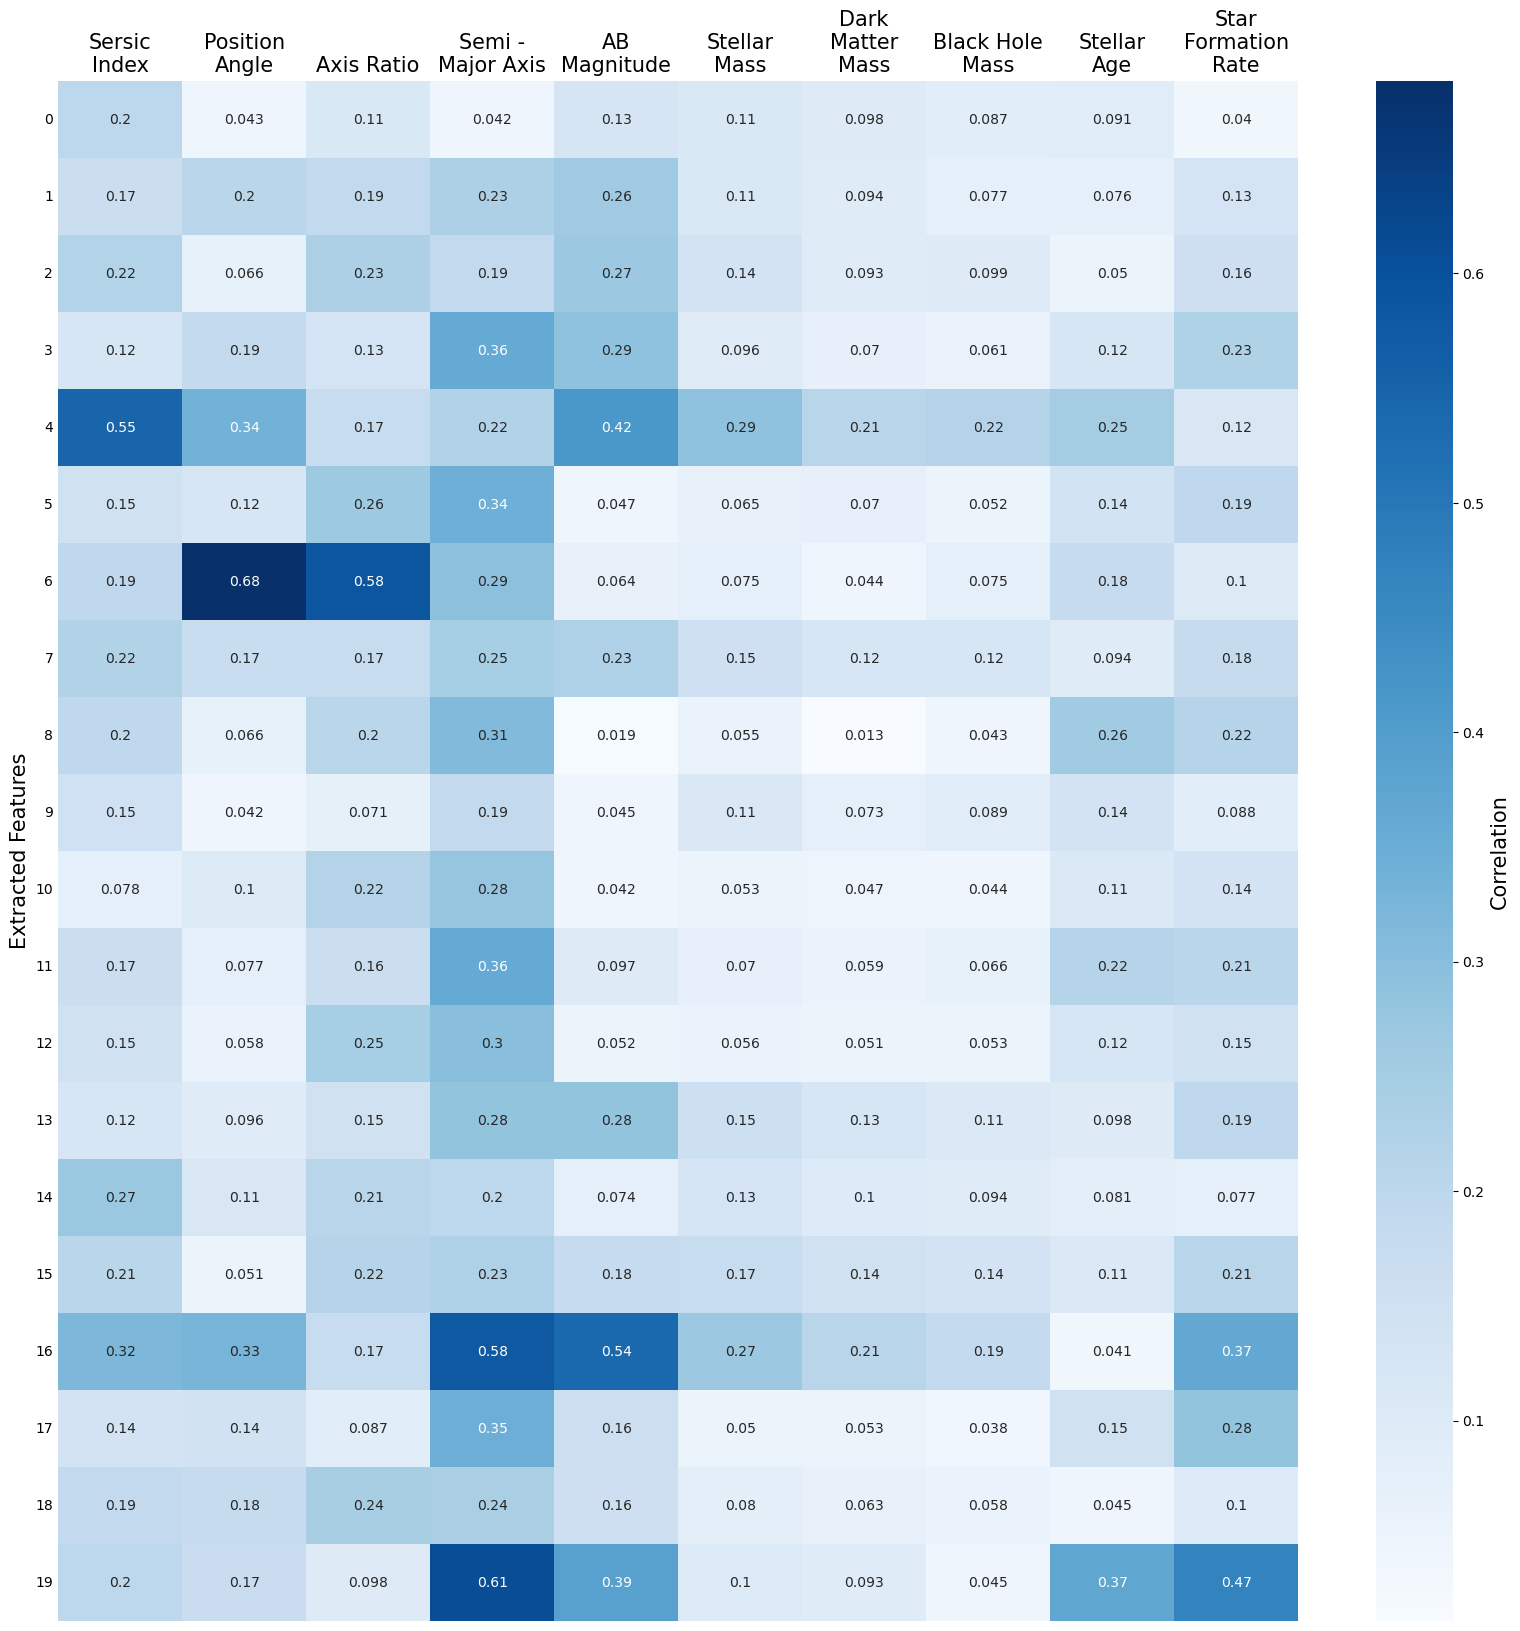 Sersic Index
Position Angle
Axis Ratio
Semi - Major Axis
AB Magnitude
Stellar Mass
Dark Matter Mass
Black Hole Mass
Stellar Age
Star Formation Rate
0 0.2 0.043 0.11 0.042 0.13 0.11 0.098 0.087 0.091 0.04
1 0.17 0.2 0.19 0.23 0.26 0.11 0.094 0.077 0.076 0.13
2 0.22 0.066 0.23 0.19 0.27 0.14 0.093 0.099 0.05 0.16
3 0.12 0.19 0.13 0.36 0.29 0.096 0.07 0.061 0.12 0.23
4 0.55 0.34 0.17 0.22 0.42 0.29 0.21 0.22 0.25 0.12
5 0.15 0.12 0.26 0.34 0.047 0.065 0.07 0.052 0.14 0.19
6 0.19 0.68 0.58 0.29 0.064 0.075 0.044 0.075 0.18 0.1
7 0.22 0.17 0.17 0.25 0.23 0.15 0.12 0.12 0.094 0.18
8 0.2 0.066 0.2 0.31 0.019 0.055 0.013 0.043 0.26 0.22
9 0.15 0.042 0.071 0.19 0.045 0.11 0.073 0.089 0.14 0.088
10 0.078 0.1 0.22 0.28 0.042 0.053 0.047 0.044 0.11 0.14
11 0.17 0.077 0.16 0.36 0.097 0.07 0.059 0.066 0.22 0.21
12 0.15 0.058 0.25 0.3 0.052 0.056 0.051 0.053 0.12 0.15
13 0.12 0.096 0.15 0.28 0.28 0.15 0.13 0.11 0.098 0.19
14 0.27 0.11 0.21 0.2 0.074 0.13 0.1 0.094 0.081 0.077
15 0.21 0.051 0.22 0.23 0.18 0.17 0.14 0.14 0.11 0.21
16 0.32 0.33 0.17 0.58 0.54 0.27 0.21 0.19 0.041 0.37
17 0.14 0.14 0.087 0.35 0.16 0.05 0.053 0.038 0.15 0.28
18 0.19 0.18 0.24 0.24 0.16 0.08 0.063 0.058 0.045 0.1
19 0.2 0.17 0.098 0.61 0.39 0.1 0.093 0.045 0.37 0.47
Extracted Features
0.6
0.5
0.4
0.3
0.2
0.1
Correlation